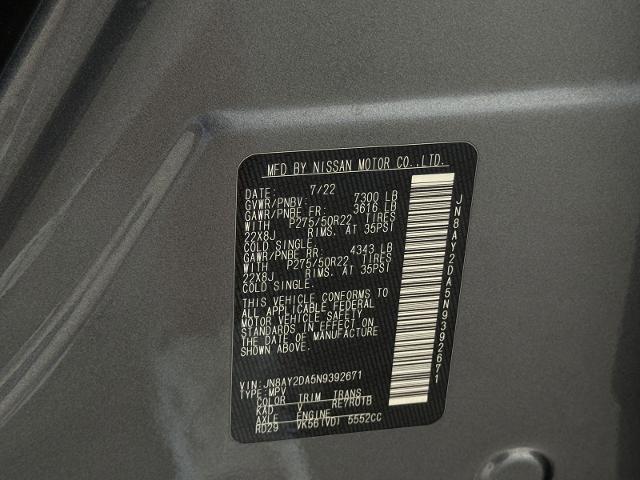 MFD BY NISSAN MOTOR CO.,LTD.
DATE: 7/22
GVWR/PNBV: 7300 LB
GAWR/PNBE FR: 3616 LB
WITH P275/50R22 TIRES
22X8J RIMS. AT 35PSI
COLD SINGLE.
GAWR/PNBE RR: 4343 LB
WITH P275/50R22 TIRES
22X8J RIMS. AT 35PSI
COLD SINGLE.
THIS VEHICLE CONFORMS TO
ALL APPLICABLE FEDERAL
MOTOR VEHICLE SAFETY
STANDARDS IN EFFECT ON
THE DATE OF MANUFACTURE
SHOWN ABOVE.
VIN: JN8AY2DA5N9392671
TYPE: MPV
COLOR TRIM TRANS
KAD V RE7R01B
AXLE ENGINE
RD29 VK56(VD) 5552CC
JN8AY2DA5N9392671